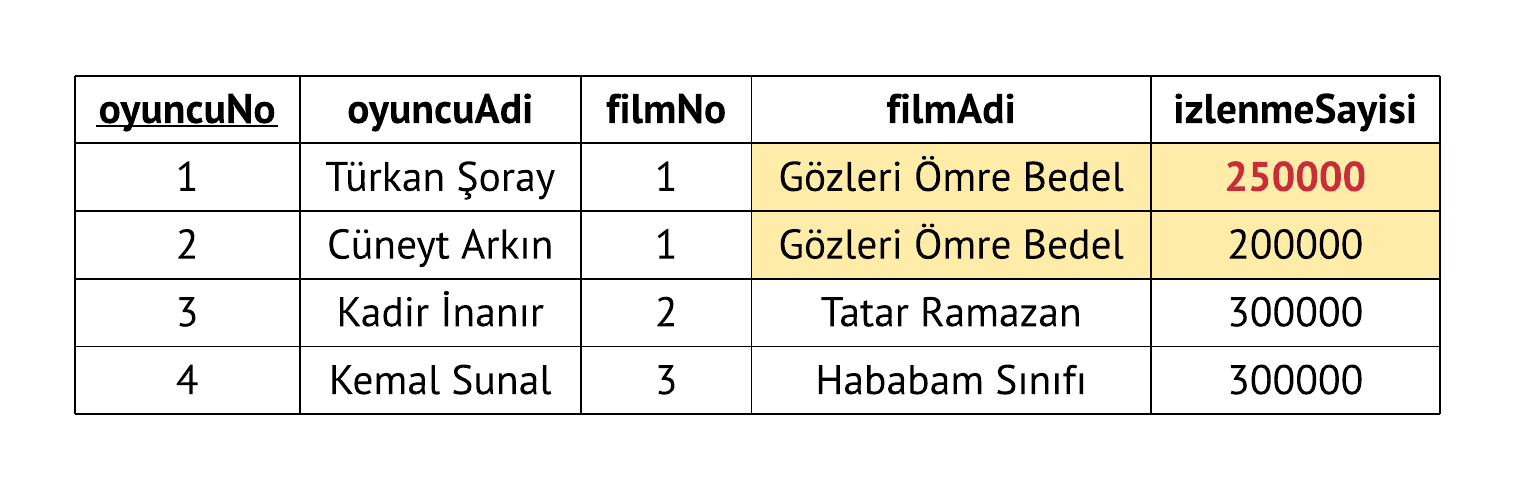 oyuncuNo oyuncuAdi filmNo filmAdi izlenmeSayisi
1 Türkan Şoray 1 Gözleri Ömre Bedel 250000
2 Cüneyt Arkın 1 Gözleri Ömre Bedel 200000
3 Kadir İnanır 2 Tatar Ramazan 300000
4 Kemal Sunal 3 Hababam Sınıfı 300000